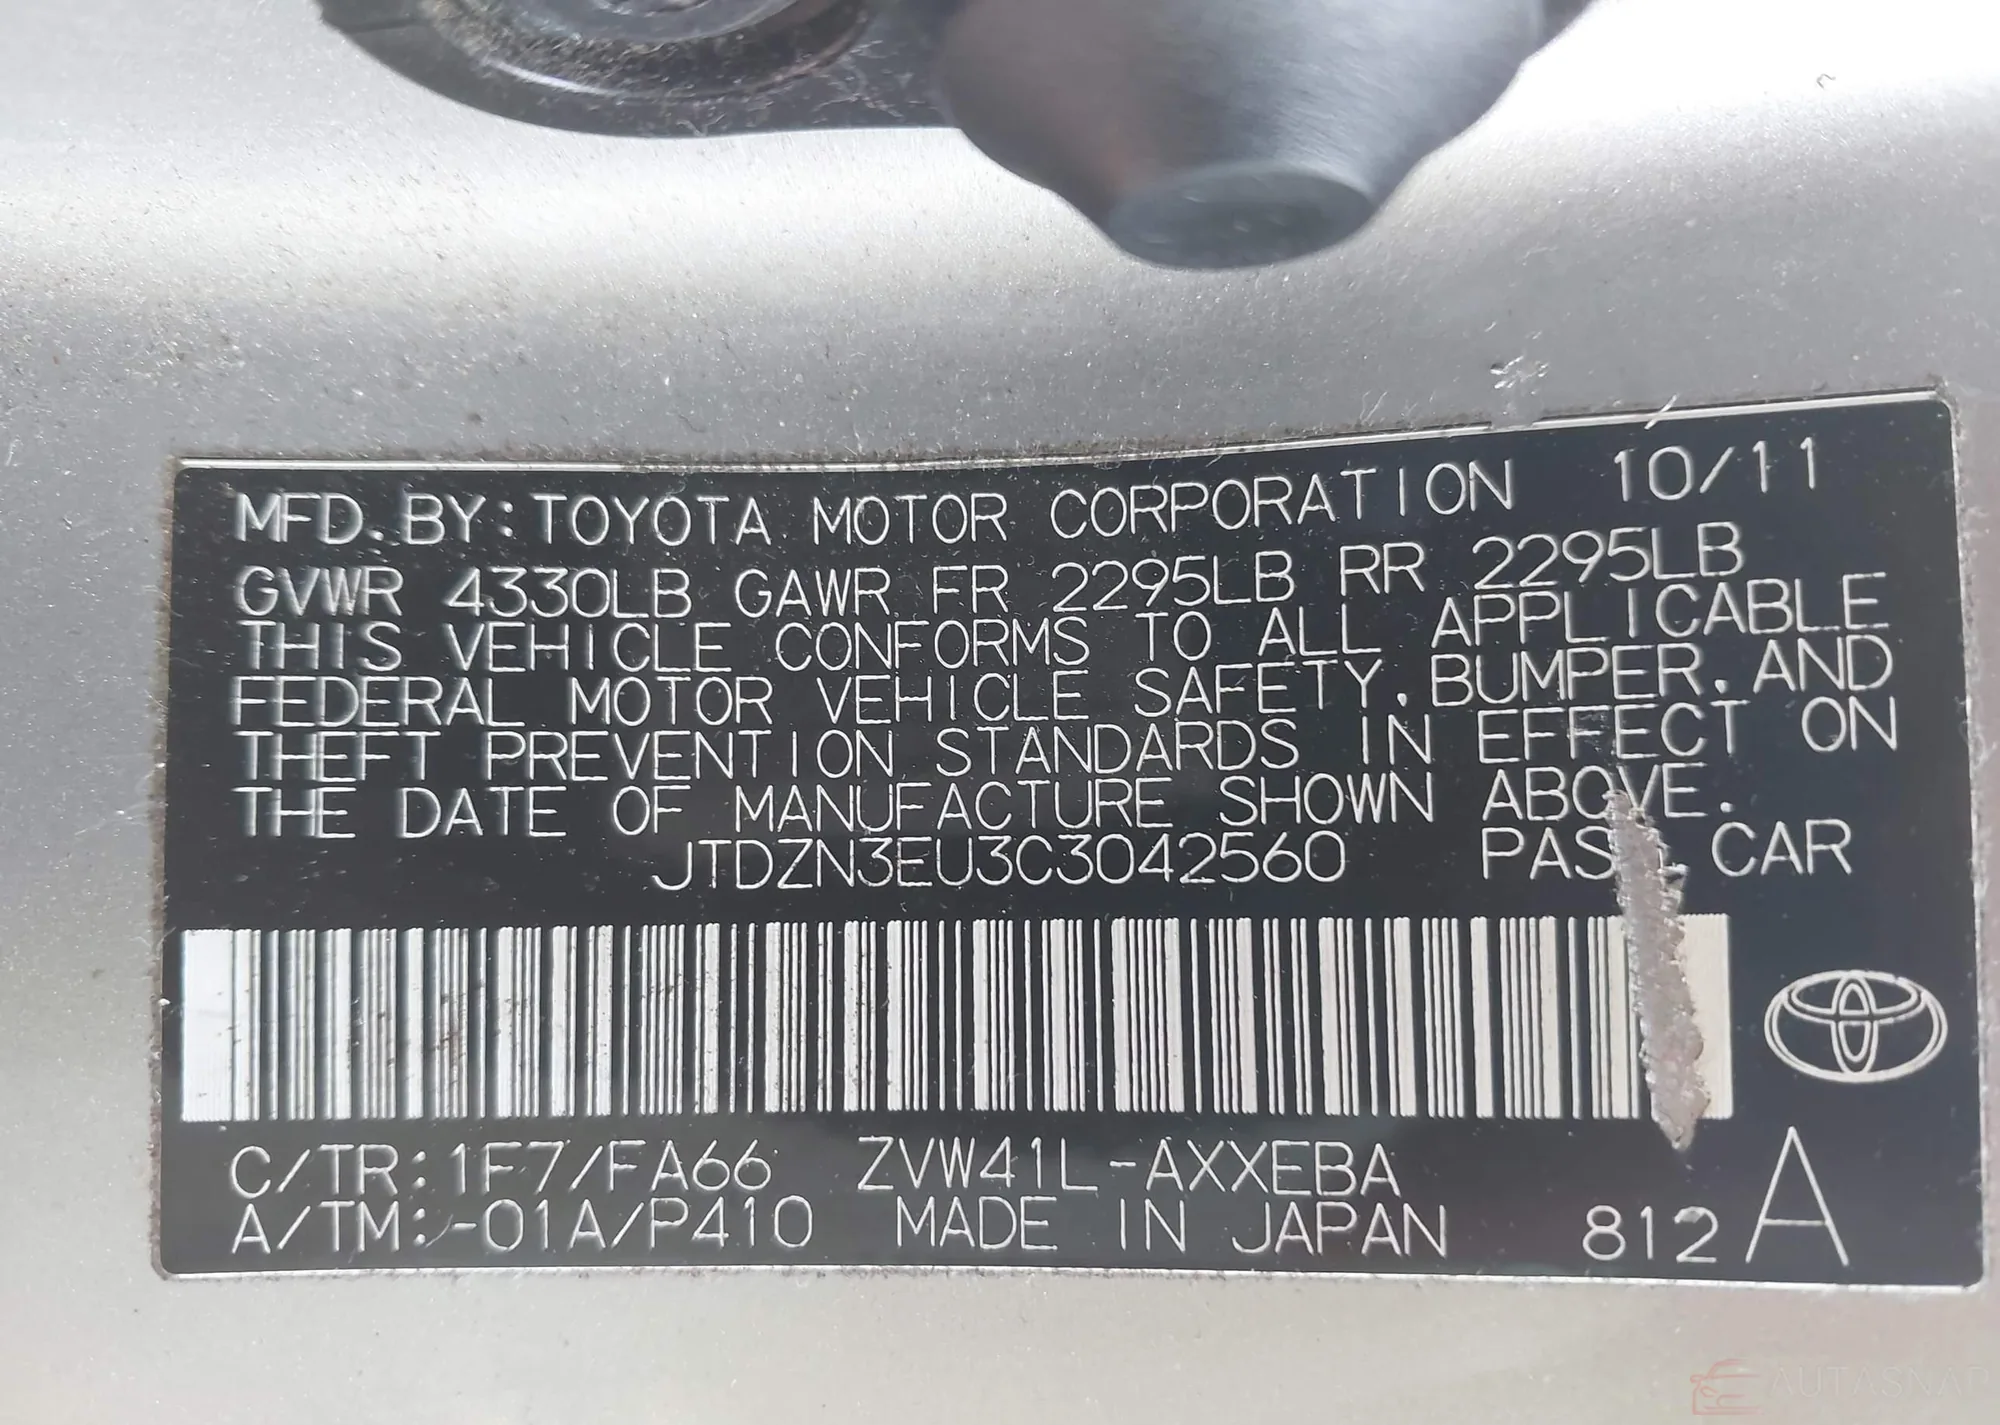 MFD. BY: TOYOTA MOTOR CORPORATION 10/11
GVWR 4330LB GAWR FR 2295LB RR 2295LB
THIS VEHICLE CONFORMS TO ALL APPLICABLE
FEDERAL MOTOR VEHICLE SAFETY, BUMPER, AND
THEFT PREVENTION STANDARDS IN EFFECT ON
THE DATE OF MANUFACTURE SHOWN ABOVE.
JTDZN3EU3C3042560 PASS. CAR
C/TR: 1F7/FA66 ZVW41L-AXXEBA
A/TM: -01A/P410 MADE IN JAPAN 812 A
AUTASNAP